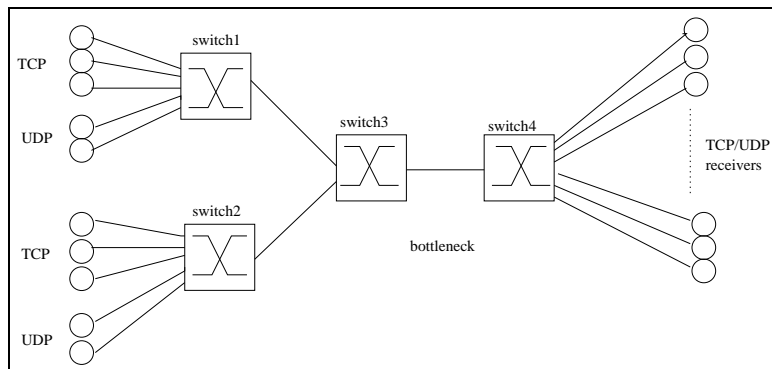 switch1
TCP
UDP
switch3
switch4
TCP/UDP
receivers
switch2
TCP
bottleneck
UDP